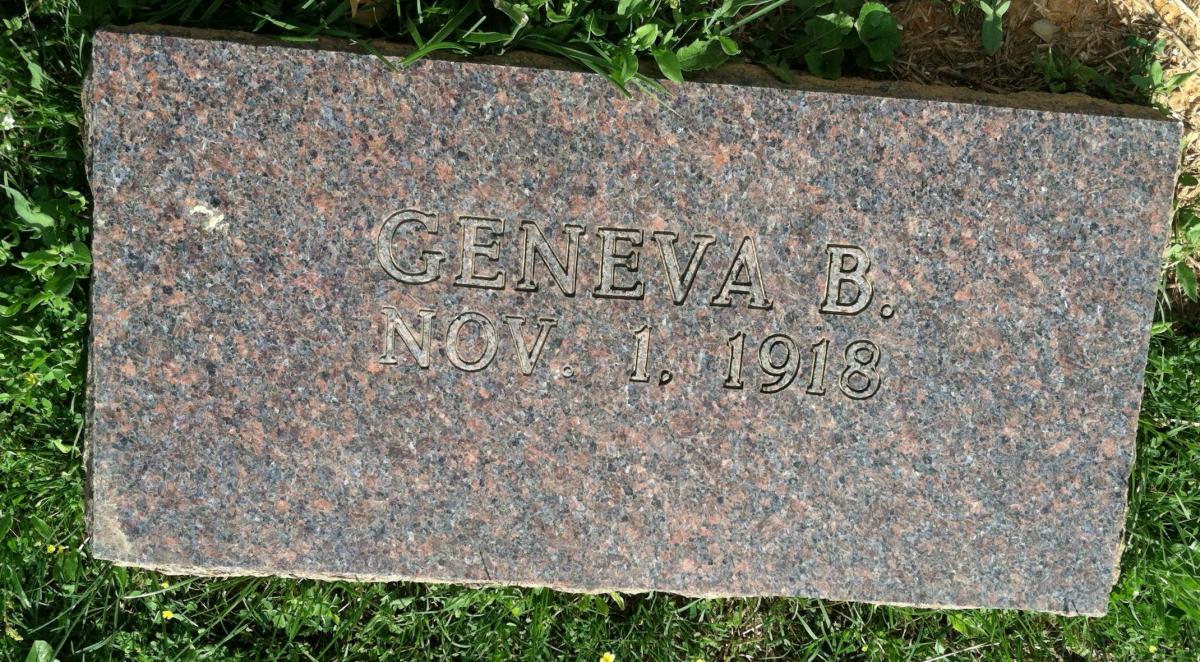 GENEVA B.
NOV. 1, 1918